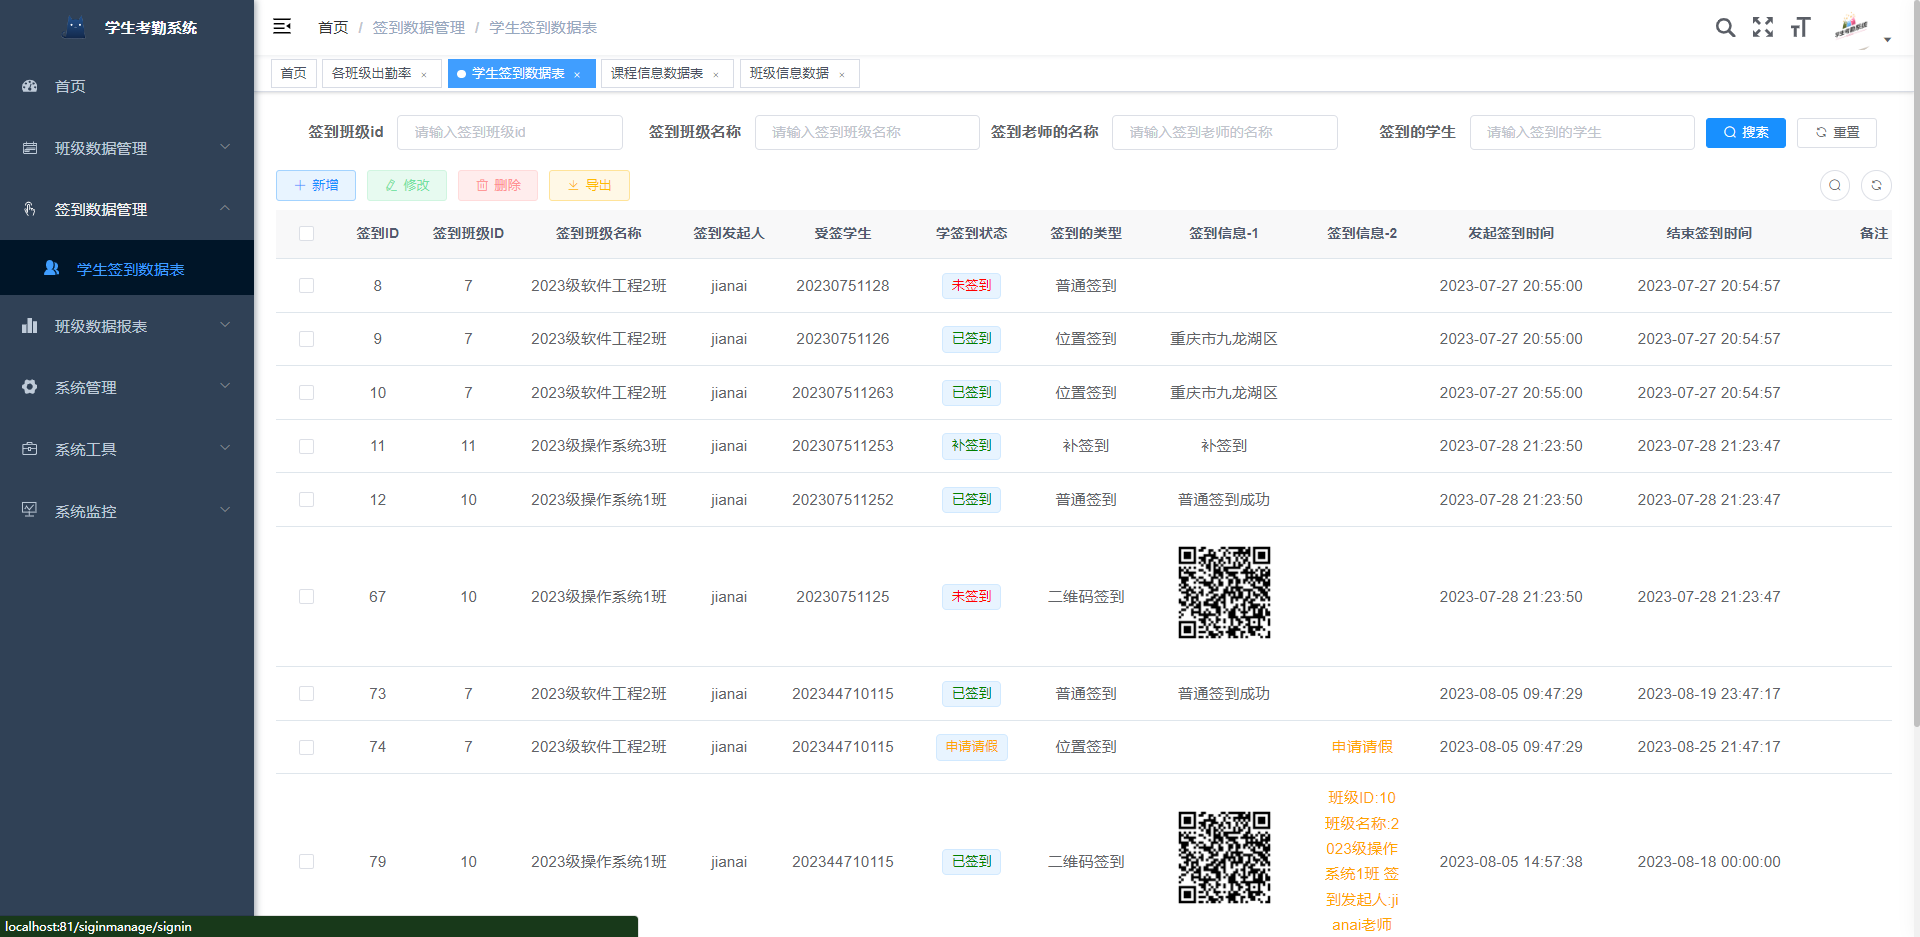 学生考勤系统
首页
班级数据管理
签到数据管理
学生签到数据表
班级数据报表
系统管理
系统工具
系统监控
首页 / 签到数据管理 / 学生签到数据表
首页 各班级出勤率 × 学生签到数据表 × 课程信息数据表 × 班级信息数据 ×
签到班级id 请输入签到班级id 签到班级名称 请输入签到班级名称 签到老师的名称 请输入签到老师的名称 签到的学生 请输入签到的学生 搜索 重置
新增 修改 删除 导出
签到ID 签到班级ID 签到班级名称 签到发起人 受签学生 学签到状态 签到的类型 签到信息-1 签到信息-2 发起签到时间 结束签到时间 备注
8 7 2023级软件工程2班 jianai 20230751128 未签到 普通签到 2023-07-27 20:55:00 2023-07-27 20:54:57
9 7 2023级软件工程2班 jianai 20230751126 已签到 位置签到 重庆市九龙湖区 2023-07-27 20:55:00 2023-07-27 20:54:57
10 7 2023级软件工程2班 jianai 202307511263 已签到 位置签到 重庆市九龙湖区 2023-07-27 20:55:00 2023-07-27 20:54:57
11 11 2023级操作系统3班 jianai 202307511253 补签到 补签到 补签到 2023-07-28 21:23:50 2023-07-28 21:23:47
12 10 2023级操作系统1班 jianai 202307511252 已签到 普通签到 普通签到成功 2023-07-28 21:23:50 2023-07-28 21:23:47
67 10 2023级操作系统1班 jianai 20230751125 未签到 二维码签到 2023-07-28 21:23:50 2023-07-28 21:23:47
73 7 2023级软件工程2班 jianai 202344710115 已签到 普通签到 普通签到成功 2023-08-05 09:47:29 2023-08-19 23:47:17
74 7 2023级软件工程2班 jianai 202344710115 申请请假 位置签到 申请请假 2023-08-05 09:47:29 2023-08-25 21:47:17
79 10 2023级操作系统1班 jianai 202344710115 已签到 二维码签到 2023-08-05 14:57:38 2023-08-18 00:00:00
班级ID:10
班级名称:2
023级操作
系统1班 签
到发起人:ji
anai老师
localhost:81/siginmanage/signin